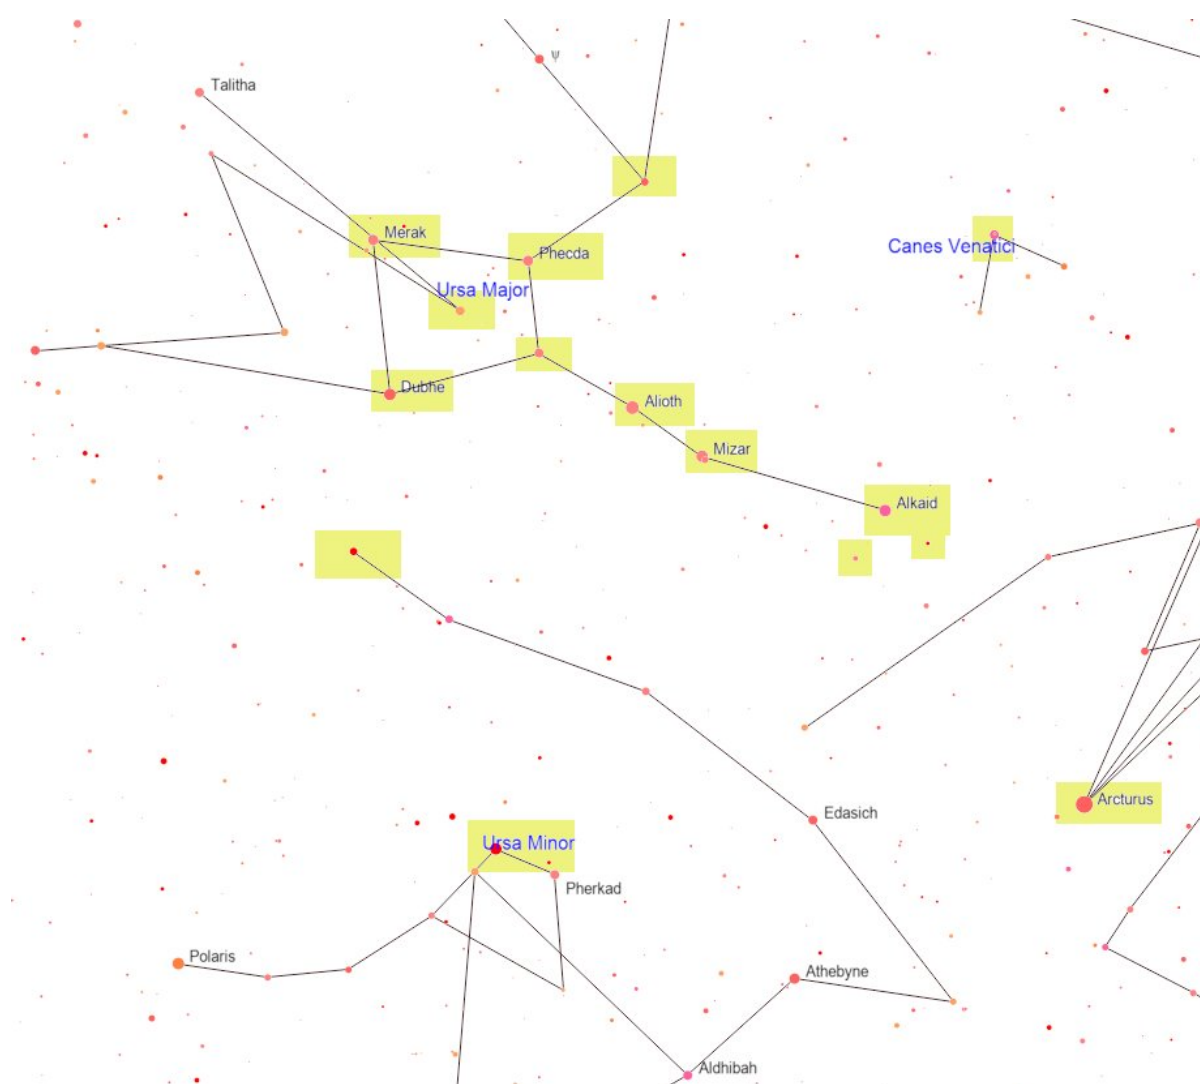 ψ
Talitha
Merak
Canes Venatici
Phecda
Ursa Major
Dubhe
Alioth
Mizar
Alkaid
Arcturus
Edasich
Ursa Minor
Pherkad
Polaris
Athebyne
Aldhibah